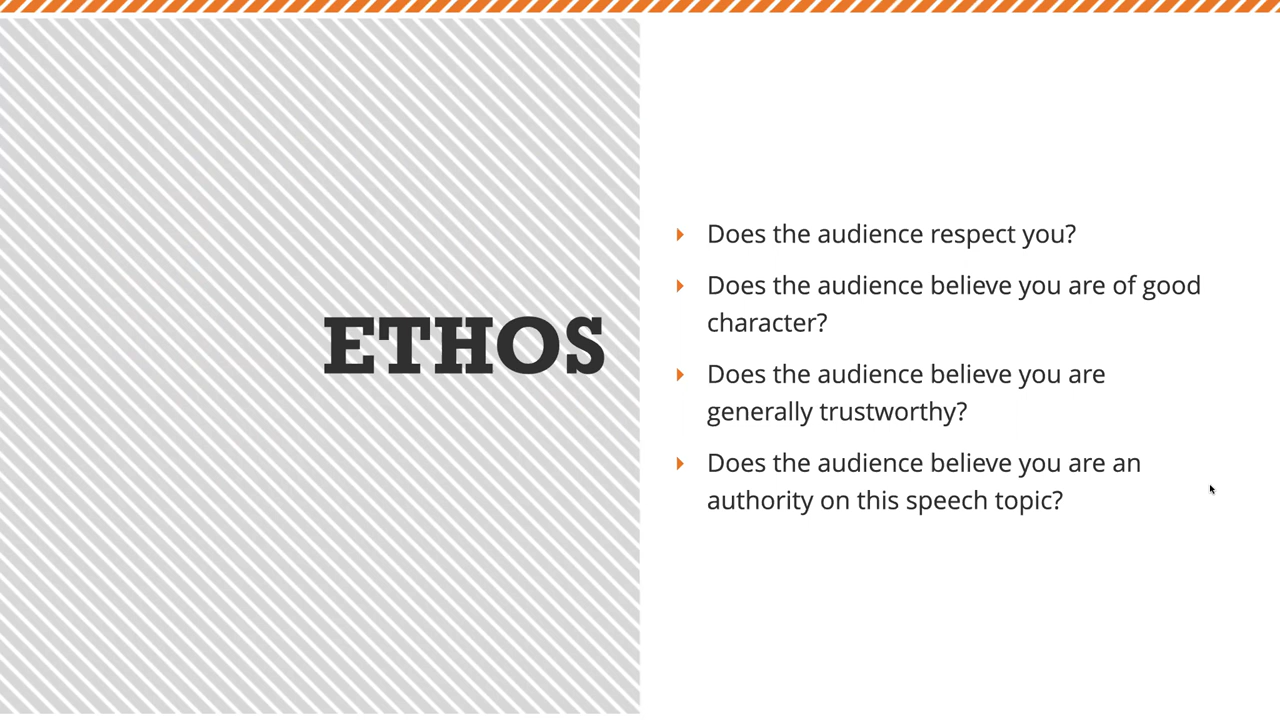 ETHOS
Does the audience respect you?
Does the audience believe you are of good
character?
Does the audience believe you are
generally trustworthy?
Does the audience believe you are an
authority on this speech topic?